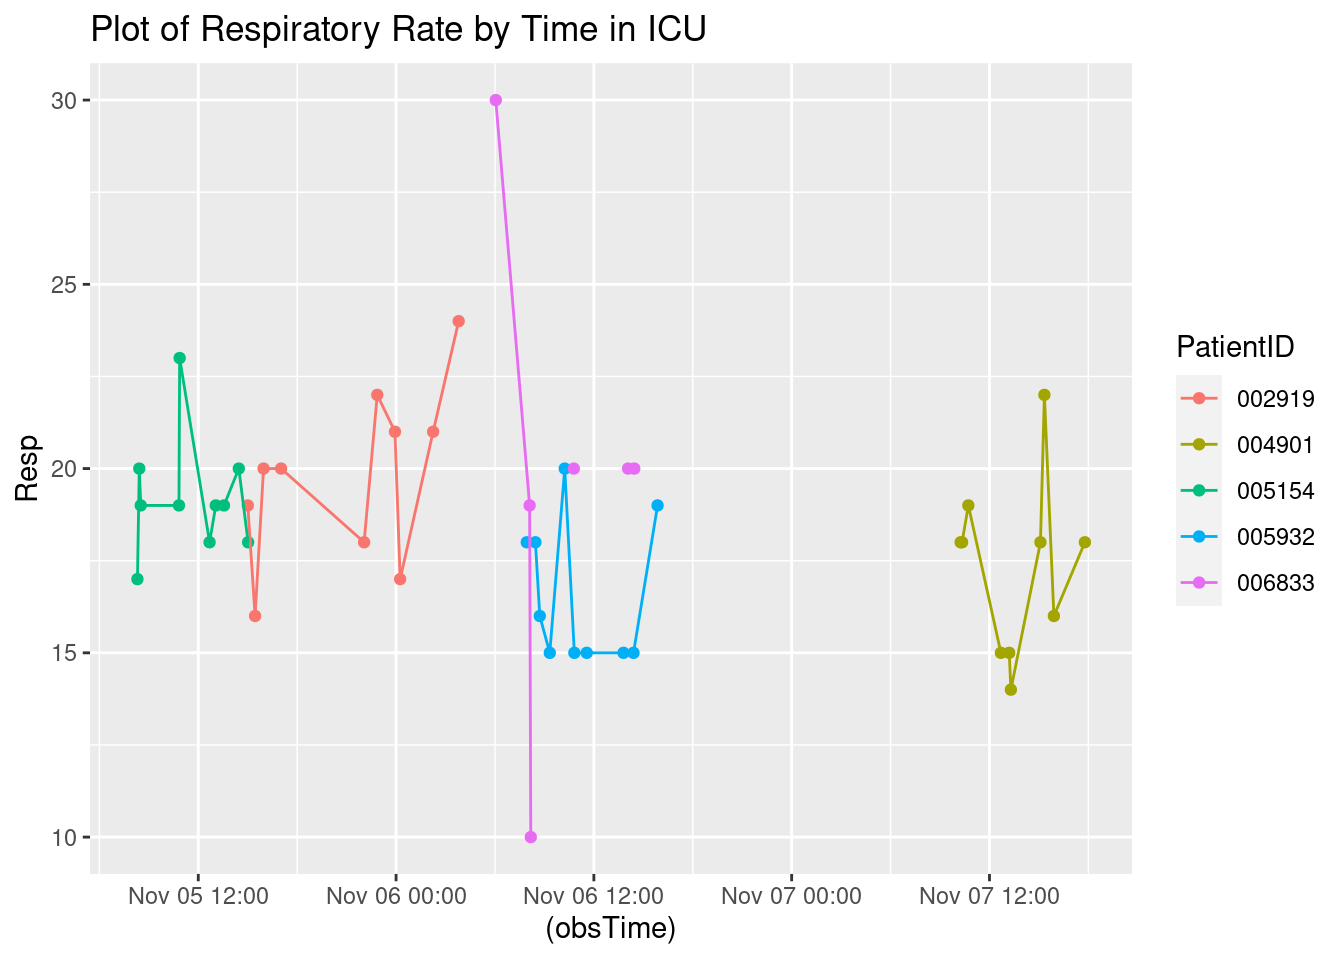 Plot of Respiratory Rate by Time in ICU
30
25
20
15
10
Resp
Nov 05 12:00
Nov 06 00:00
Nov 06 12:00
Nov 07 00:00
Nov 07 12:00
(obsTime)
PatientID
002919
004901
005154
005932
006833